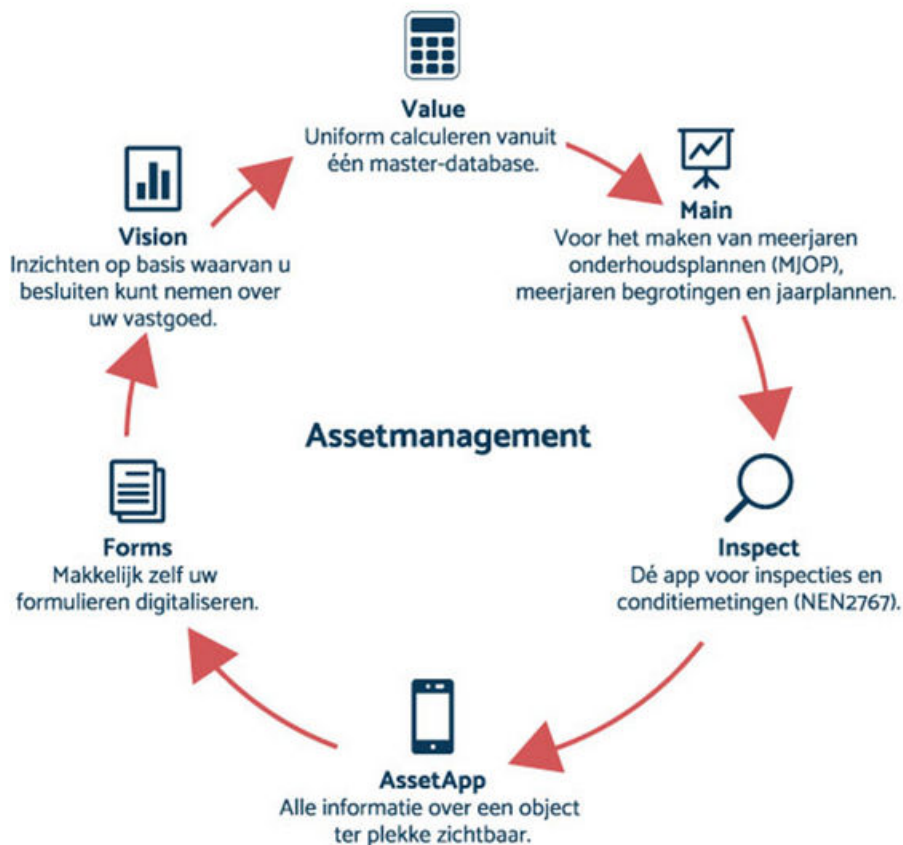 Value
Uniform calculeren vanuit
één master-database.
Main
Voor het maken van meerjaren
onderhoudsplannen (MJOP),
meerjaren begrotingen en jaarplannen.
Vision
Inzichten op basis waarvan u
besluiten kunt nemen over
uw vastgoed.
Assetmanagement
Forms
Makkelijk zelf uw
formulieren digitaliseren.
Inspect
Dé app voor inspecties en
conditiemetingen (NEN2767).
AssetApp
Alle informatie over een object
ter plekke zichtbaar.